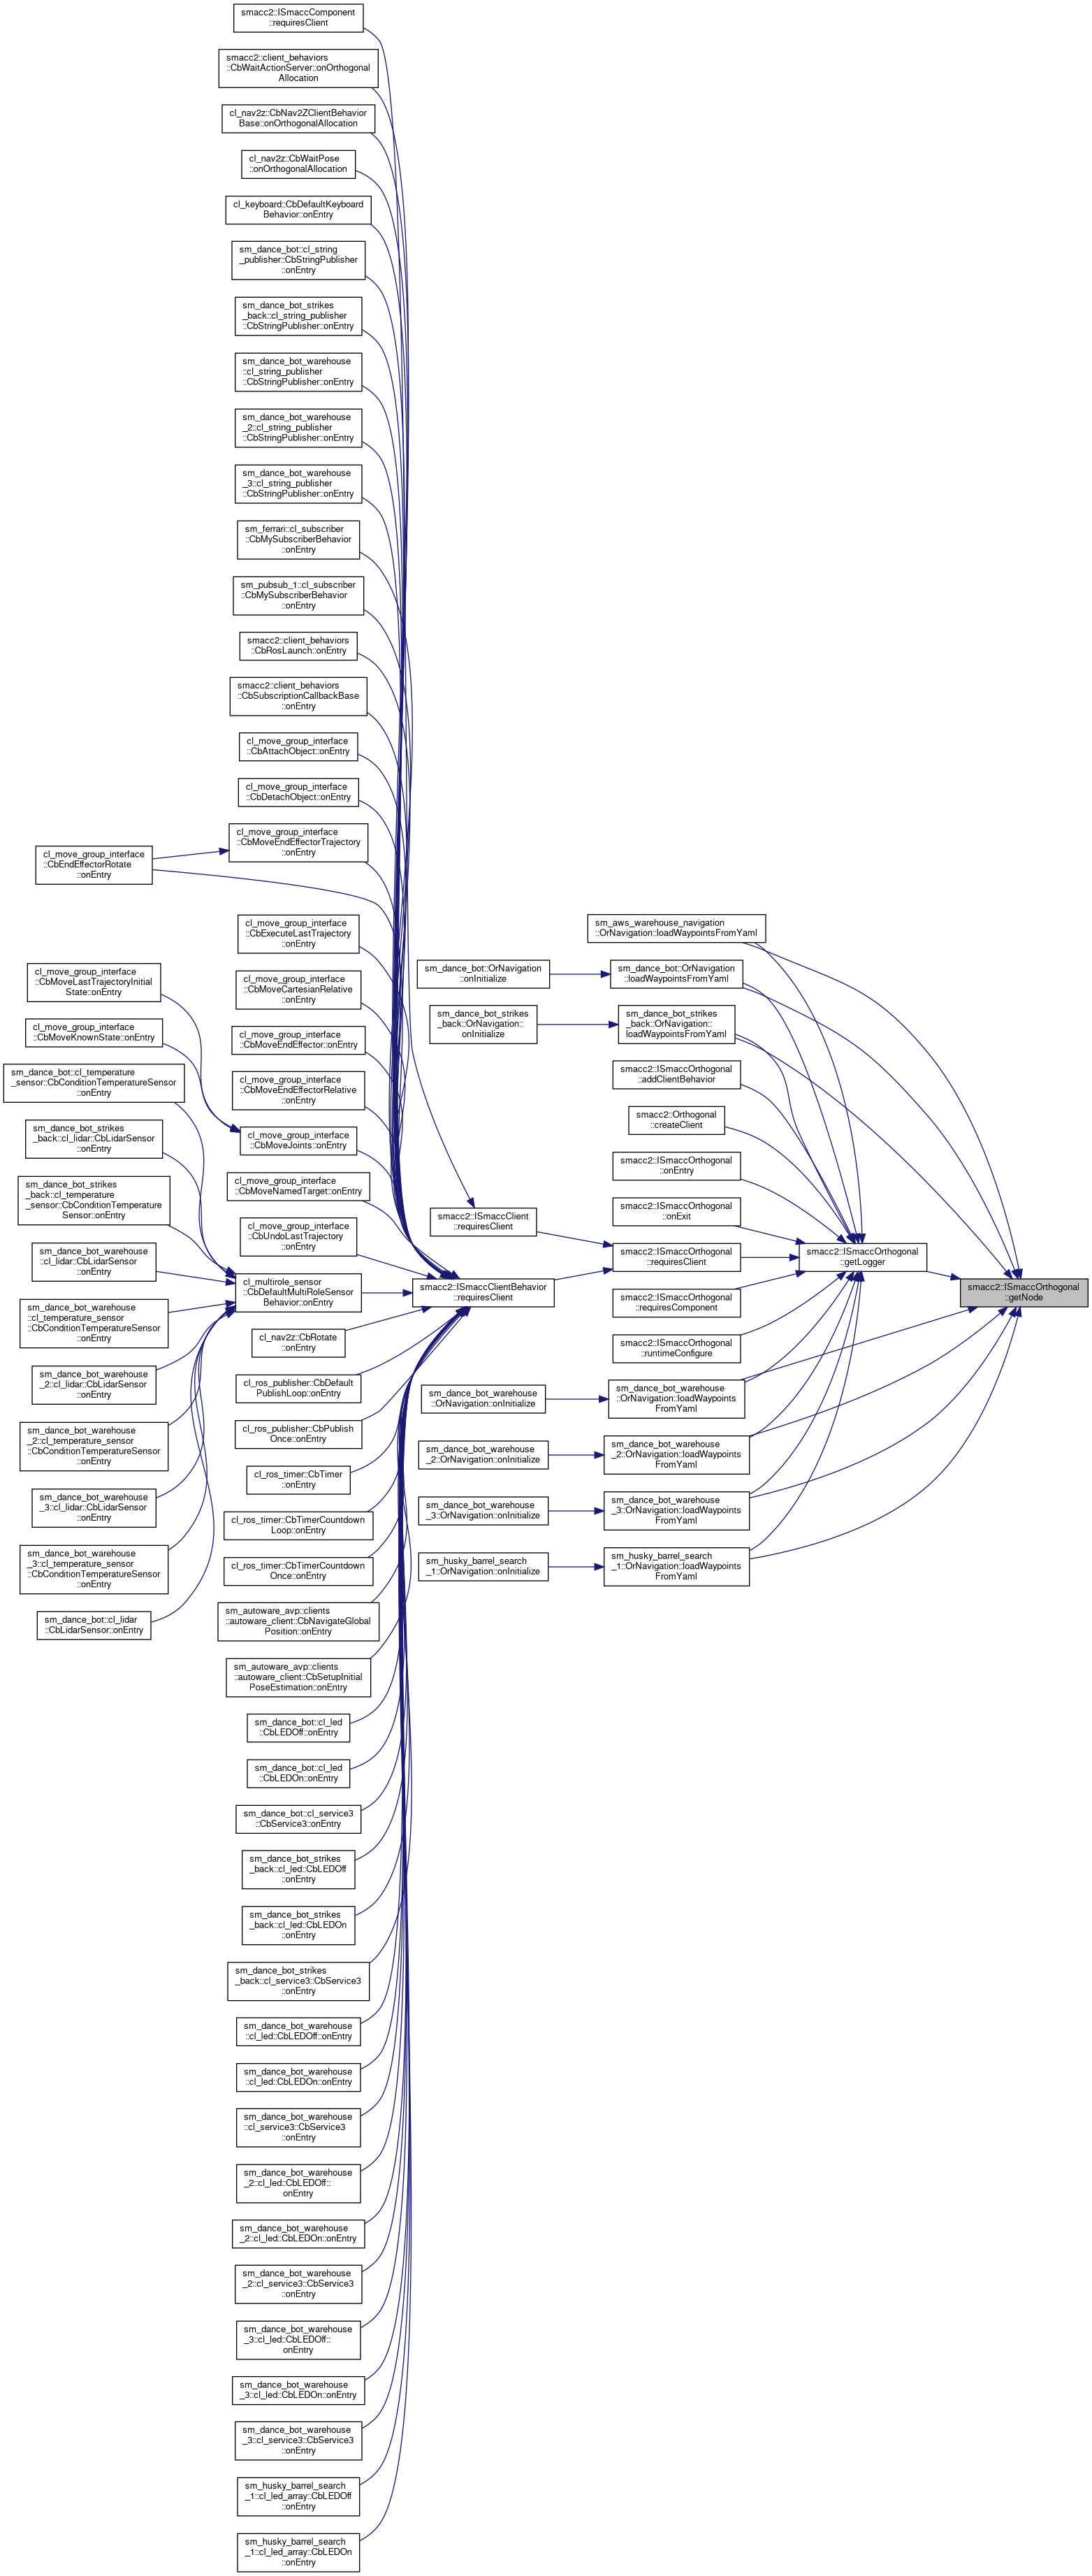 smacc2::ISmaccComponent
::requiresClient
smacc2::client_behaviors
::CbWaitActionServer::onOrthogonal
Allocation
cl_nav2z::CbNav2ZClientBehavior
Base::onOrthogonalAllocation
cl_nav2z::CbWaitPose
::onOrthogonalAllocation
cl_keyboard::CbDefaultKeyboard
Behavior::onEntry
sm_dance_bot::cl_string
_publisher::CbStringPublisher
::onEntry
sm_dance_bot_strikes
_back::cl_string_publisher
::CbStringPublisher::onEntry
sm_dance_bot_warehouse
::cl_string_publisher
::CbStringPublisher::onEntry
sm_dance_bot_warehouse
_2::cl_string_publisher
::CbStringPublisher::onEntry
sm_dance_bot_warehouse
_3::cl_string_publisher
::CbStringPublisher::onEntry
sm_ferrari::cl_subscriber
::CbMySubscriberBehavior
::onEntry
sm_pubsub_1::cl_subscriber
::CbMySubscriberBehavior
::onEntry
smacc2::client_behaviors
::CbRosLaunch::onEntry
smacc2::client_behaviors
::CbSubscriptionCallbackBase
::onEntry
cl_move_group_interface
::CbAttachObject::onEntry
cl_move_group_interface
::CbDetachObject::onEntry
cl_move_group_interface
::CbMoveEndEffectorTrajectory
::onEntry
cl_move_group_interface
::CbEndEffectorRotate
::onEntry
cl_move_group_interface
::CbExecuteLastTrajectory
::onEntry
cl_move_group_interface
::CbMoveCartesianRelative
::onEntry
cl_move_group_interface
::CbMoveEndEffector::onEntry
cl_move_group_interface
::CbMoveEndEffectorRelative
::onEntry
cl_move_group_interface
::CbMoveJoints::onEntry
cl_move_group_interface
::CbMoveNamedTarget::onEntry
cl_move_group_interface
::CbUndoLastTrajectory
::onEntry
cl_multirole_sensor
::CbDefaultMultiRoleSensor
Behavior::onEntry
cl_nav2z::CbRotate
::onEntry
cl_ros_publisher::CbDefault
PublishLoop::onEntry
cl_ros_publisher::CbPublish
Once::onEntry
cl_ros_timer::CbTimer
::onEntry
cl_ros_timer::CbTimerCountdown
Loop::onEntry
cl_ros_timer::CbTimerCountdown
Once::onEntry
sm_autoware_avp::clients
::autoware_client::CbNavigateGlobal
Position::onEntry
sm_autoware_avp::clients
::autoware_client::CbSetupInitial
PoseEstimation::onEntry
sm_dance_bot::cl_led
::CbLEDOff::onEntry
sm_dance_bot::cl_led
::CbLEDOn::onEntry
sm_dance_bot::cl_service3
::CbService3::onEntry
sm_dance_bot_strikes
_back::cl_led::CbLEDOff
::onEntry
sm_dance_bot_strikes
_back::cl_led::CbLEDOn
::onEntry
sm_dance_bot_strikes
_back::cl_service3::CbService3
::onEntry
sm_dance_bot_warehouse
::cl_led::CbLEDOff::onEntry
sm_dance_bot_warehouse
::cl_led::CbLEDOn::onEntry
sm_dance_bot_warehouse
::cl_service3::CbService3
::onEntry
sm_dance_bot_warehouse
_2::cl_led::CbLEDOff::
onEntry
sm_dance_bot_warehouse
_2::cl_led::CbLEDOn::onEntry
sm_dance_bot_warehouse
_2::cl_service3::CbService3
::onEntry
sm_dance_bot_warehouse
_3::cl_led::CbLEDOff::
onEntry
sm_dance_bot_warehouse
_3::cl_led::CbLEDOn::onEntry
sm_dance_bot_warehouse
_3::cl_service3::CbService3
::onEntry
sm_husky_barrel_search
_1::cl_led_array::CbLEDOff
::onEntry
sm_husky_barrel_search
_1::cl_led_array::CbLEDOn
::onEntry
cl_move_group_interface
::CbMoveLastTrajectoryInitial
State::onEntry
cl_move_group_interface
::CbMoveKnownState::onEntry
sm_dance_bot::cl_temperature
_sensor::CbConditionTemperatureSensor
::onEntry
sm_dance_bot_strikes
_back::cl_lidar::CbLidarSensor
::onEntry
sm_dance_bot_strikes
_back::cl_temperature
_sensor::CbConditionTemperature
Sensor::onEntry
sm_dance_bot_warehouse
::cl_lidar::CbLidarSensor
::onEntry
sm_dance_bot_warehouse
::cl_temperature_sensor
::CbConditionTemperatureSensor
::onEntry
sm_dance_bot_warehouse
_2::cl_lidar::CbLidarSensor
::onEntry
sm_dance_bot_warehouse
_2::cl_temperature_sensor
::CbConditionTemperatureSensor
::onEntry
sm_dance_bot_warehouse
_3::cl_lidar::CbLidarSensor
::onEntry
sm_dance_bot_warehouse
_3::cl_temperature_sensor
::CbConditionTemperatureSensor
::onEntry
sm_dance_bot::cl_lidar
::CbLidarSensor::onEntry
sm_aws_warehouse_navigation
::OrNavigation::loadWaypointsFromYaml
sm_dance_bot::OrNavigation
::onInitialize
sm_dance_bot::OrNavigation
::loadWaypointsFromYaml
sm_dance_bot_strikes
_back::OrNavigation::
onInitialize
sm_dance_bot_strikes
_back::OrNavigation::
loadWaypointsFromYaml
smacc2::ISmaccOrthogonal
::addClientBehavior
smacc2::Orthogonal
::createClient
smacc2::ISmaccOrthogonal
::onEntry
smacc2::ISmaccOrthogonal
::onExit
smacc2::ISmaccClient
::requiresClient
smacc2::ISmaccOrthogonal
::requiresClient
smacc2::ISmaccOrthogonal
::getLogger
smacc2::ISmaccClientBehavior
::requiresClient
smacc2::ISmaccOrthogonal
::requiresComponent
smacc2::ISmaccOrthogonal
::getNode
smacc2::ISmaccOrthogonal
::runtimeConfigure
sm_dance_bot_warehouse
::OrNavigation::onInitialize
sm_dance_bot_warehouse
::OrNavigation::loadWaypoints
FromYaml
sm_dance_bot_warehouse
_2::OrNavigation::onInitialize
sm_dance_bot_warehouse
_2::OrNavigation::loadWaypoints
FromYaml
sm_dance_bot_warehouse
_3::OrNavigation::onInitialize
sm_dance_bot_warehouse
_3::OrNavigation::loadWaypoints
FromYaml
sm_husky_barrel_search
_1::OrNavigation::onInitialize
sm_husky_barrel_search
_1::OrNavigation::loadWaypoints
FromYaml